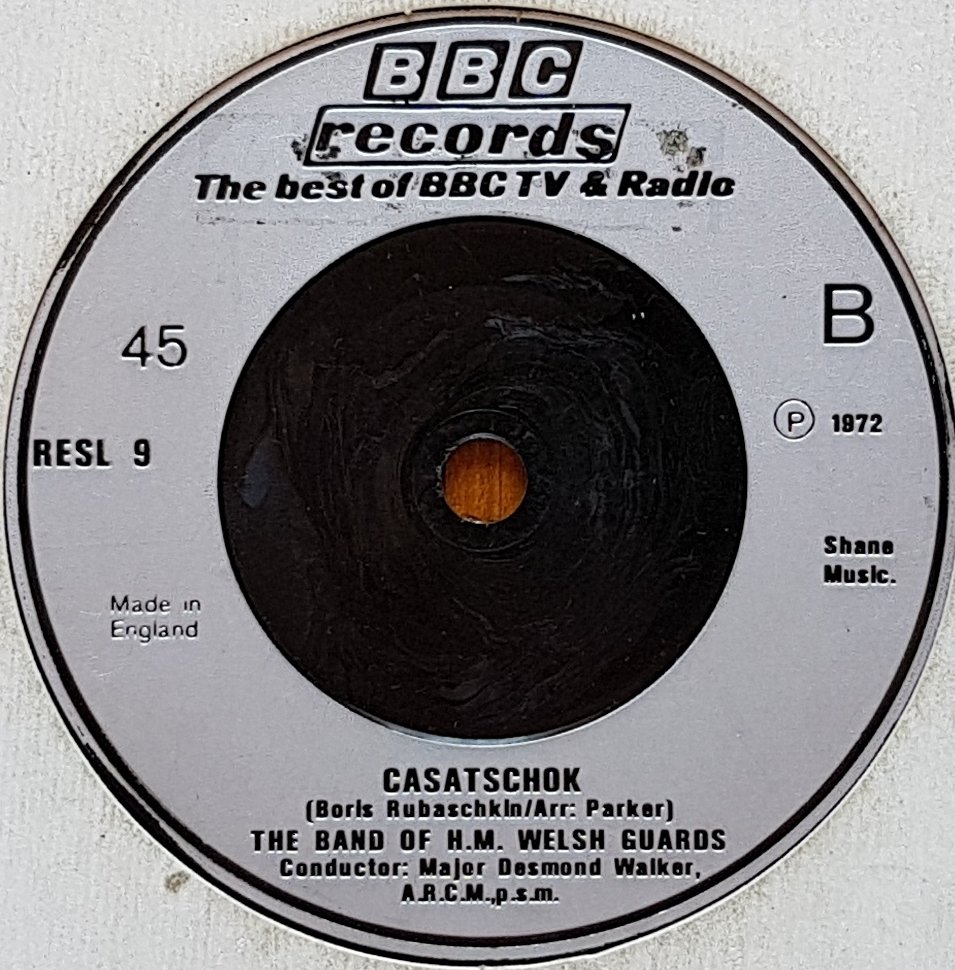 BBC
records
The best of BBC TV & Radio
45
B
℗ 1972
RESL 9
Shane
Music.
Made in
England
CASATSCHOK
(Boris Rubaschkin/Arr: Parker)
THE BAND OF H.M. WELSH GUARDS
Conductor: Major Desmond Walker,
A.R.C.M.,p.s.m.